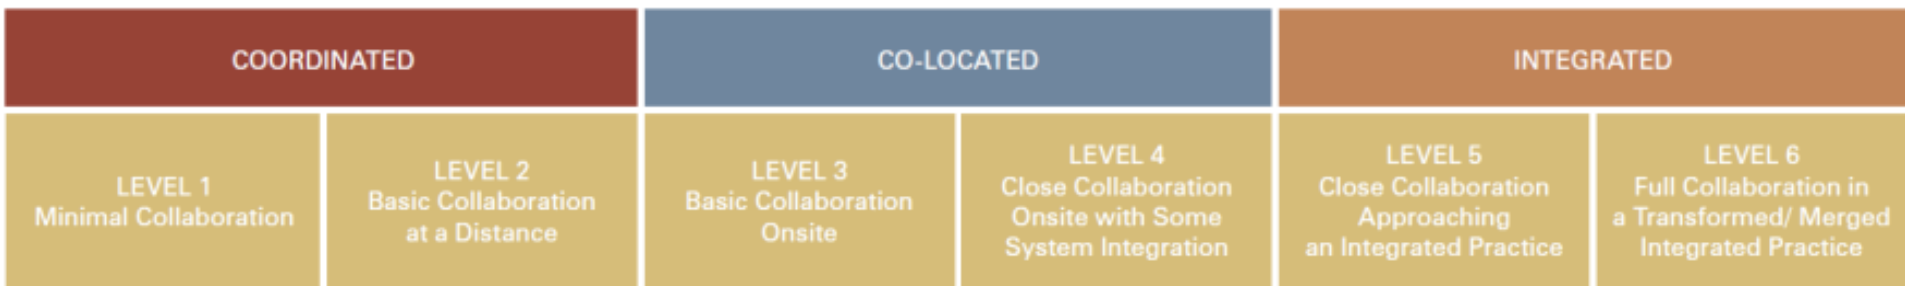 COORDINATED
CO-LOCATED
INTEGRATED
LEVEL 1
Minimal Collaboration
LEVEL 2
Basic Collaboration
at a Distance
LEVEL 3
Basic Collaboration
Onsite
LEVEL 4
Close Collaboration
Onsite with Some
System Integration
LEVEL 5
Close Collaboration
Approaching
an Integrated Practice
LEVEL 6
Full Collaboration in
a Transformed/ Merged
Integrated Practice